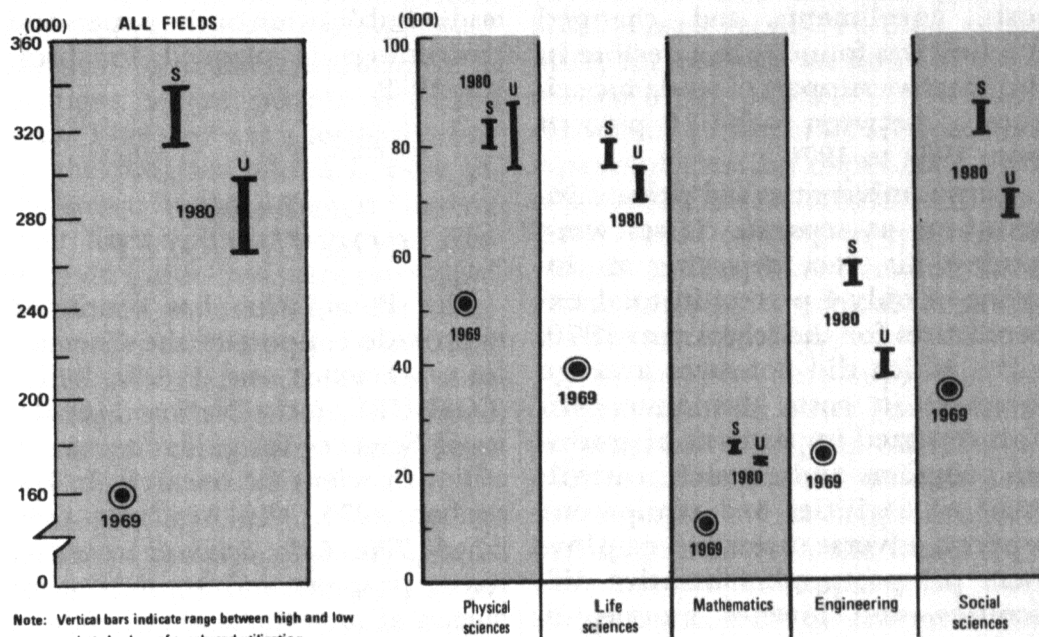 (000) ALL FIELDS
360
320
280
240
200
160
0
S
U
1980
1969
(000)
100
80
60
40
20
0
1980
S
U
1969
S
U
1980
1969
S
U
1980
1969
S
1980
U
1969
S
1980
U
1969
Physical
sciences
Life
sciences
Mathematics
Engineering
Social
sciences
Note: Vertical bars indicate range between high and low